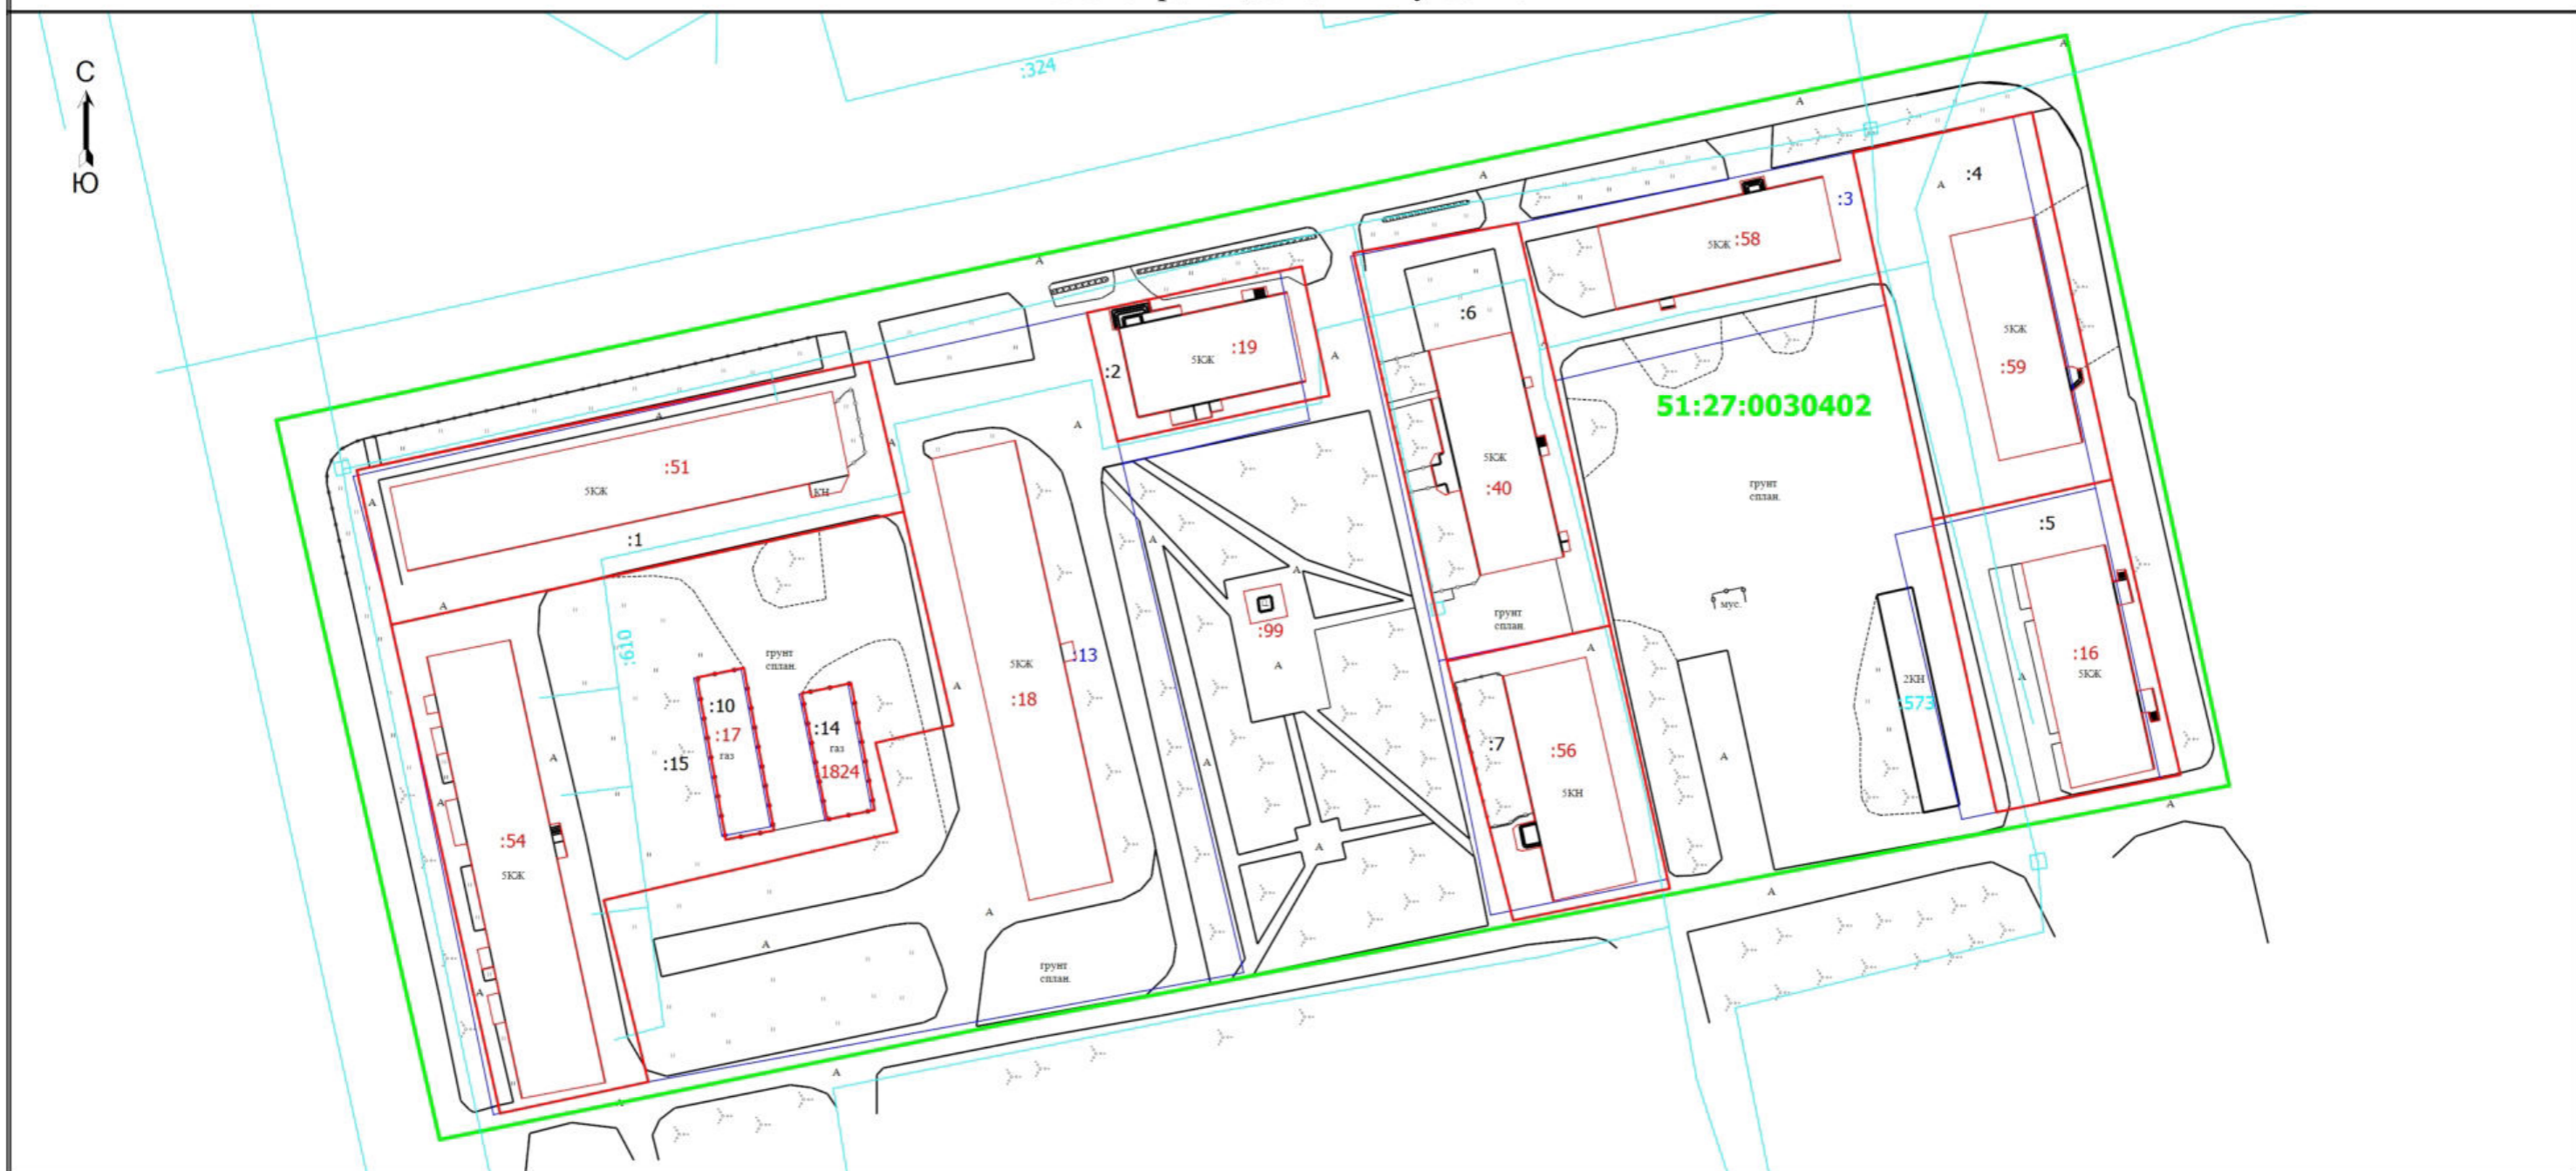 С
Ю
:324
А
А
:4
А
А
:3
5КЖ :58
А
:6
А
5КЖ
:59
:2
5КЖ :19
51:27:0030402
А
А
А
:51
5КЖ
КН
5КЖ
:40
грунт
сплан.
А
:5
:1
А
А
мус.
А
:99
грунт
сплан.
:610
грунт
сплан.
5КЖ
:13
:18
А
А
:16
5КЖ
А
2КН
:573
:10
:17
газ
:14
газ
1824
:15
А
А
:7
:56
5КН
А
А
:54
5КЖ
А
А
А
А
А
А
А
грунт
сплан.
А
А
А